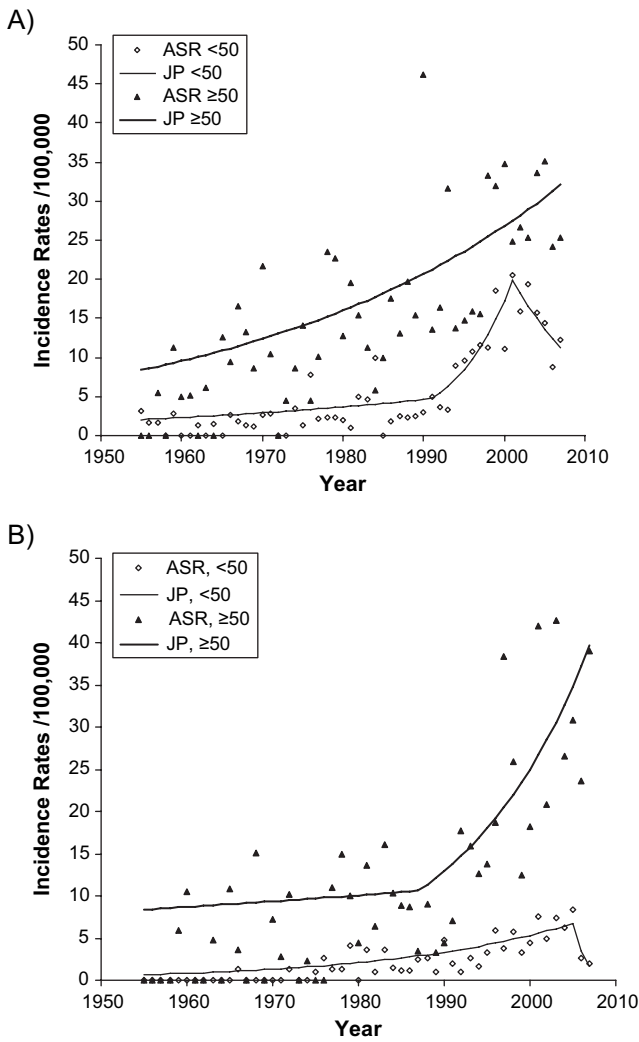 A)
50
45
40
35
30
25
20
15
10
5
0
Incidence Rates /100,000
ASR <50
JP <50
ASR ≥50
JP ≥50
1950 1960 1970 1980 1990 2000 2010
Year
B)
50
45
40
35
30
25
20
15
10
5
0
Incidence Rates /100,000
ASR, <50
JP, <50
ASR, ≥50
JP, ≥50
1950 1960 1970 1980 1990 2000 2010
Year